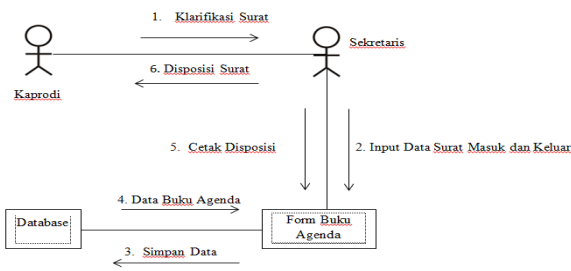 1. Klarifikasi Surat
Sekretaris
6. Disposisi Surat
Kaprodi
5. Cetak Disposisi
2. Input Data Surat Masuk dan Keluar
4. Data Buku Agenda
Database
Form Buku
Agenda
3. Simpan Data